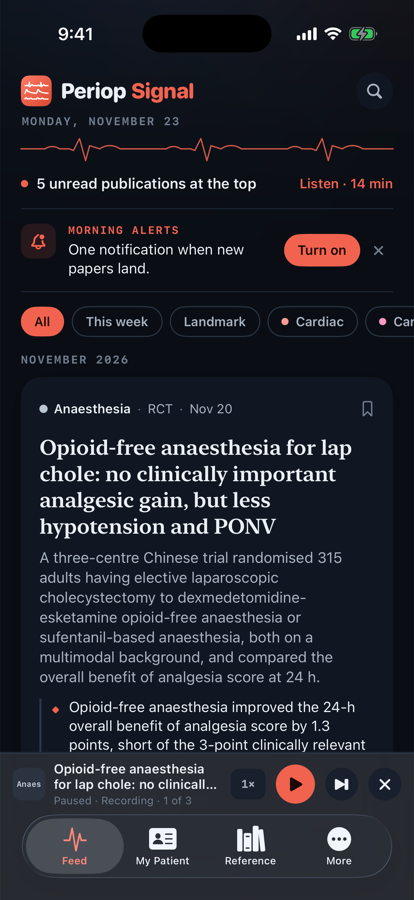 9:41
Periop Signal
MONDAY, NOVEMBER 23
5 unread publications at the top
Listen · 14 min
MORNING ALERTS
One notification when new
papers land.
Turn on
All
This week
Landmark
Cardiac
Car
NOVEMBER 2026
Anaesthesia · RCT · Nov 20
Opioid-free anaesthesia for lap
chole: no clinically important
analgesic gain, but less
hypotension and PONV
A three-centre Chinese trial randomised 315
adults having elective laparoscopic
cholecystectomy to dexmedetomidine-
esketamine opioid-free anaesthesia or
sufentanil-based anaesthesia, both on a
multimodal background, and compared the
overall benefit of analgesia score at 24 h.
Opioid-free anaesthesia improved the 24-h
overall benefit of analgesia score by 1.3
points, short of the 3-point clinically relevant
Anaes
Opioid-free anaesthesia
for lap chole: no clinicall...
Paused · Recording · 1 of 3
1×
Feed
My Patient
Reference
More